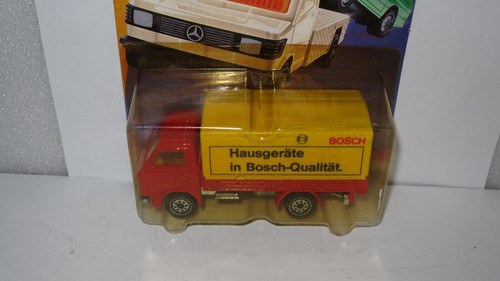 BOSCH
Hausgeräte
in Bosch-Qualität.